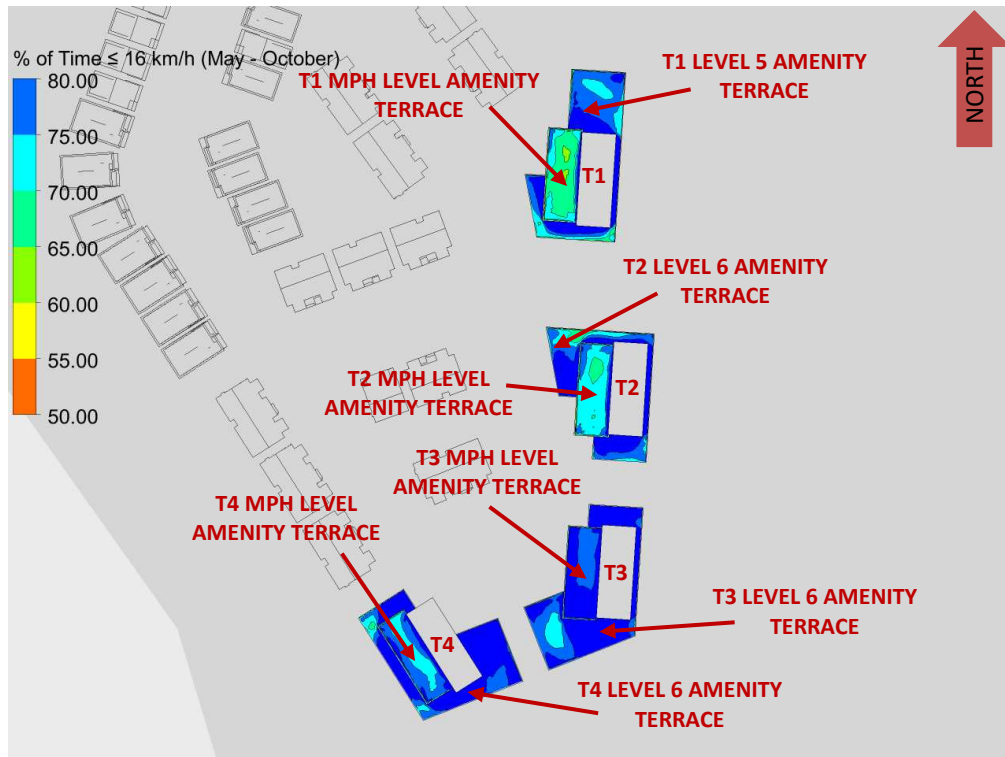 % of Time ≤ 16 km/h (May - October)
80.00
75.00
70.00
65.00
60.00
55.00
50.00
T1 MPH LEVEL AMENITY
TERRACE
T1 LEVEL 5 AMENITY
TERRACE
NORTH
T1
T2 LEVEL 6 AMENITY
TERRACE
T2 MPH LEVEL
AMENITY TERRACE
T2
T3 MPH LEVEL
AMENITY TERRACE
T4 MPH LEVEL
AMENITY TERRACE
T3
T3 LEVEL 6 AMENITY
TERRACE
T4
T4 LEVEL 6 AMENITY
TERRACE